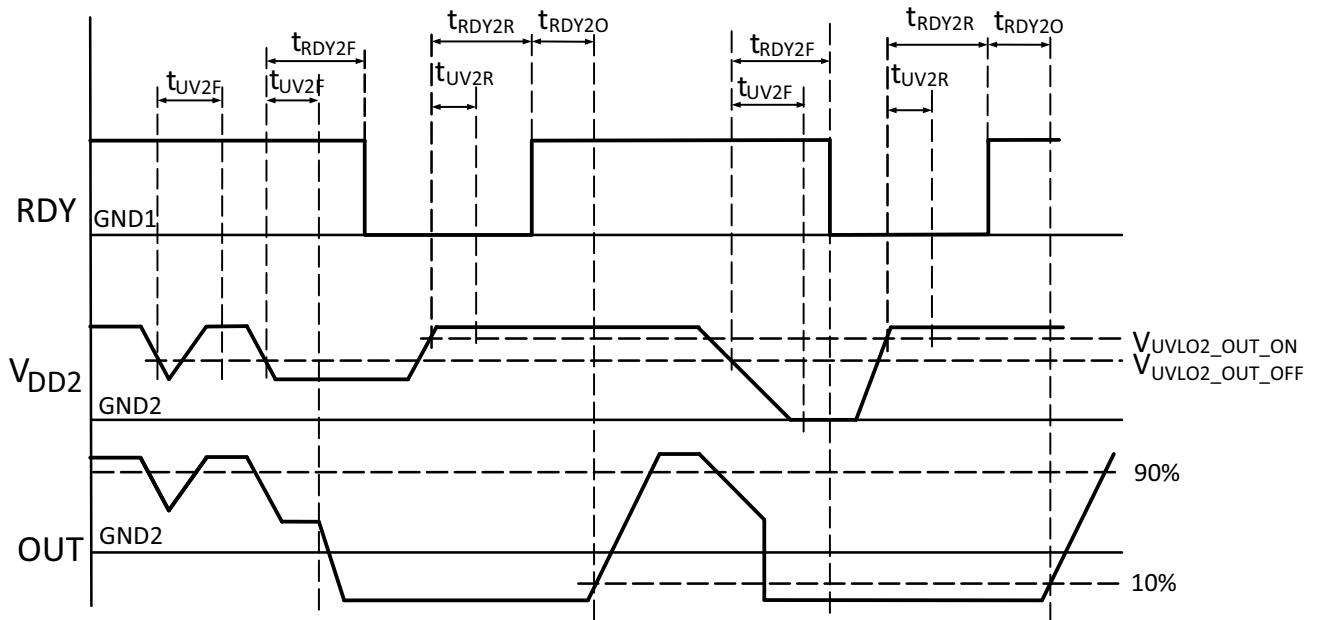 tRDY2R tRDY2O
tRDY2R tRDY2O
tRDY2F
tRDY2F
tUV2F
tUV2F
tUV2R
tUV2F
tUV2R
RDY
GND1
VUVLO2_OUT_ON
VUVLO2_OUT_OFF
VDD2
GND2
90%
OUT
GND2
10%